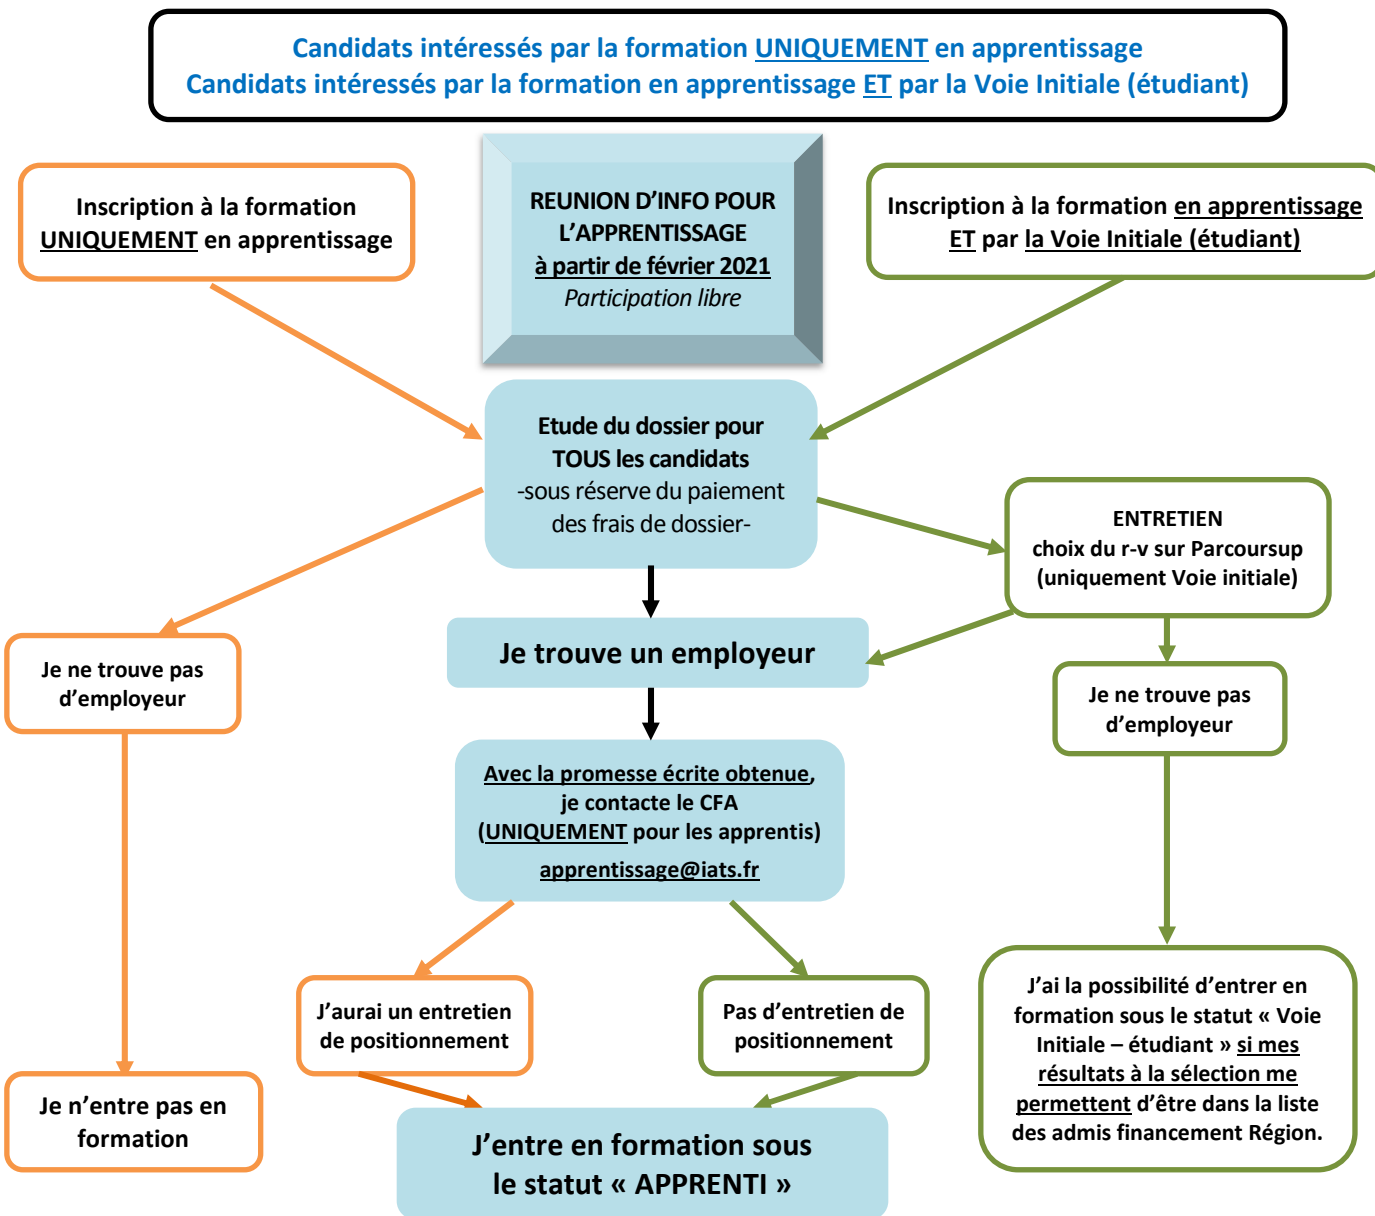 Candidats intéressés par la formation UNIQUEMENT en apprentissage
Candidats intéressés par la formation en apprentissage ET par la Voie Initiale (étudiant)
Inscription à la formation
UNIQUEMENT en apprentissage
REUNION D’INFO POUR
L’APPRENTISSAGE
à partir de février 2021
Participation libre
Inscription à la formation en apprentissage
ET par la Voie Initiale (étudiant)
Etude du dossier pour
TOUS les candidats
-sous réserve du paiement
des frais de dossier-
ENTRETIEN
choix du r-v sur Parcoursup
(uniquement Voie initiale)
Je trouve un employeur
Je ne trouve pas
d’employeur
Je ne trouve pas
d’employeur
Avec la promesse écrite obtenue,
je contacte le CFA
(UNIQUEMENT pour les apprentis)
apprentissage@iats.fr
J’aurai un entretien
de positionnement
Pas d’entretien de
positionnement
J’ai la possibilité d’entrer en
formation sous le statut « Voie
Initiale – étudiant » si mes
résultats à la sélection me
permettent d’être dans la liste
des admis financement Région.
Je n’entre pas en
formation
J’entre en formation sous
le statut « APPRENTI »